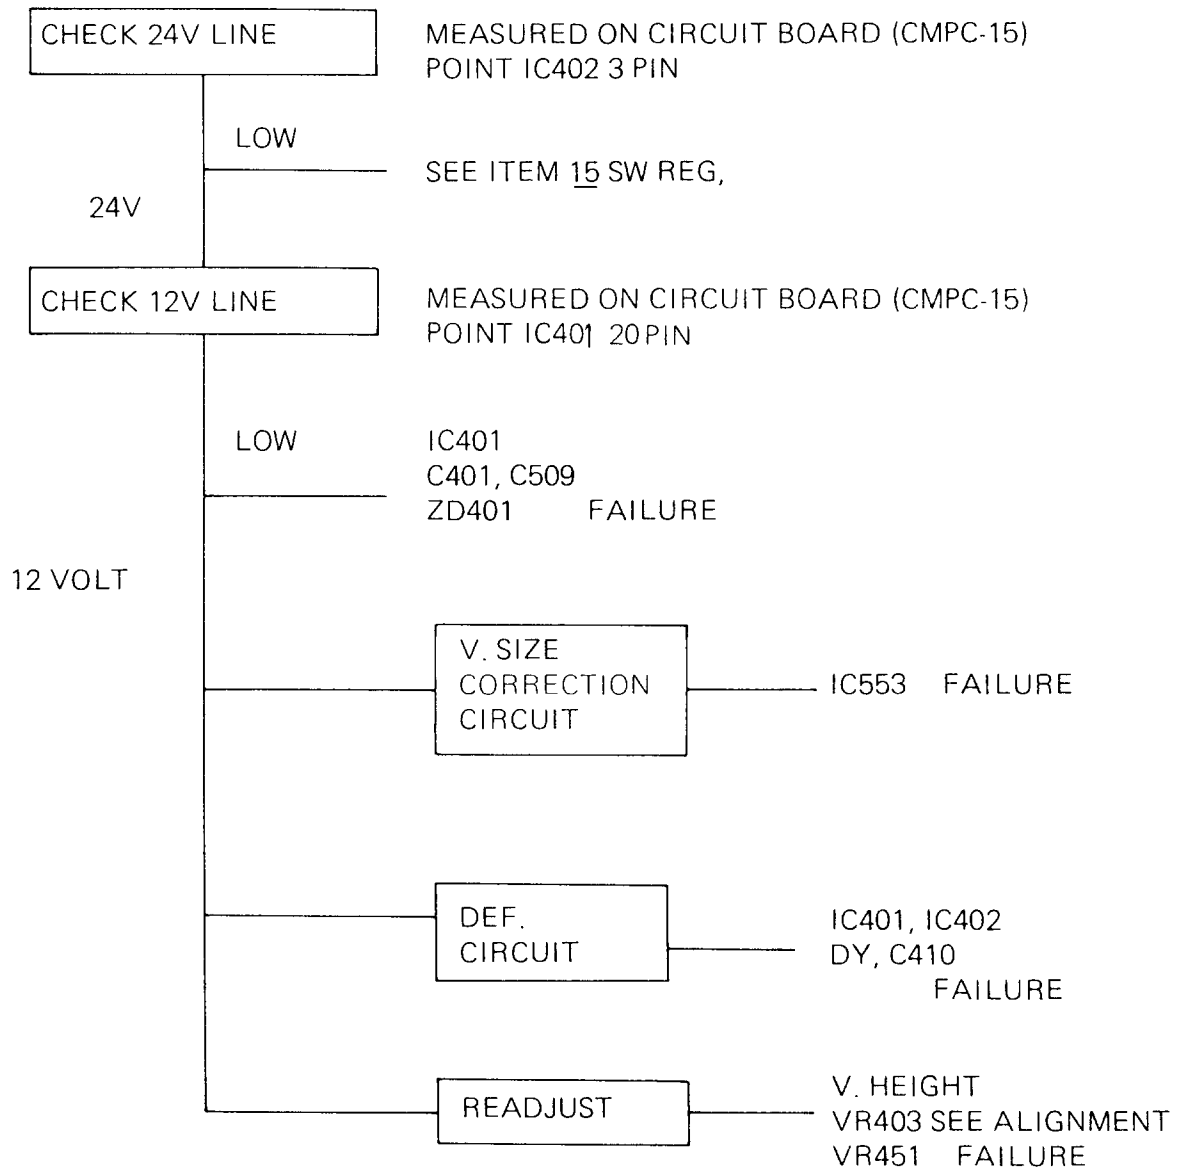 CHECK 24V LINE
MEASURED ON CIRCUIT BOARD (CMPC-15)
POINT IC402 3 PIN
LOW
SEE ITEM 15 SW REG,
24V
CHECK 12V LINE
MEASURED ON CIRCUIT BOARD (CMPC-15)
POINT IC401 20 PIN
LOW
IC401
C401, C509
ZD401 FAILURE
12 VOLT
V. SIZE
CORRECTION
CIRCUIT
IC553 FAILURE
DEF.
CIRCUIT
IC401, IC402
DY, C410
FAILURE
READJUST
V. HEIGHT
VR403 SEE ALIGNMENT
VR451 FAILURE